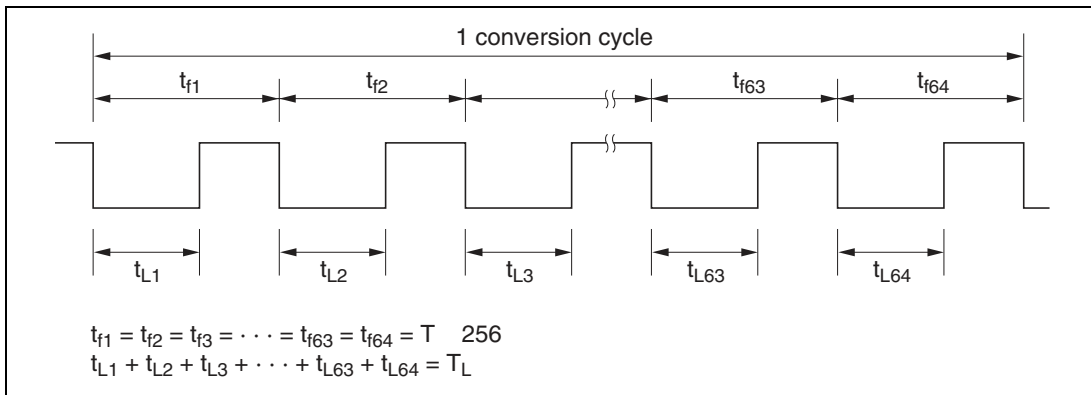 1 conversion cycle
tf1 tf2 tf63 tf64
tL1 tL2 tL3 tL63 tL64
tf1 = tf2 = tf3 = · · · = tf63 = tf64 = T 256
tL1 + tL2 + tL3 + · · · + tL63 + tL64 = TL